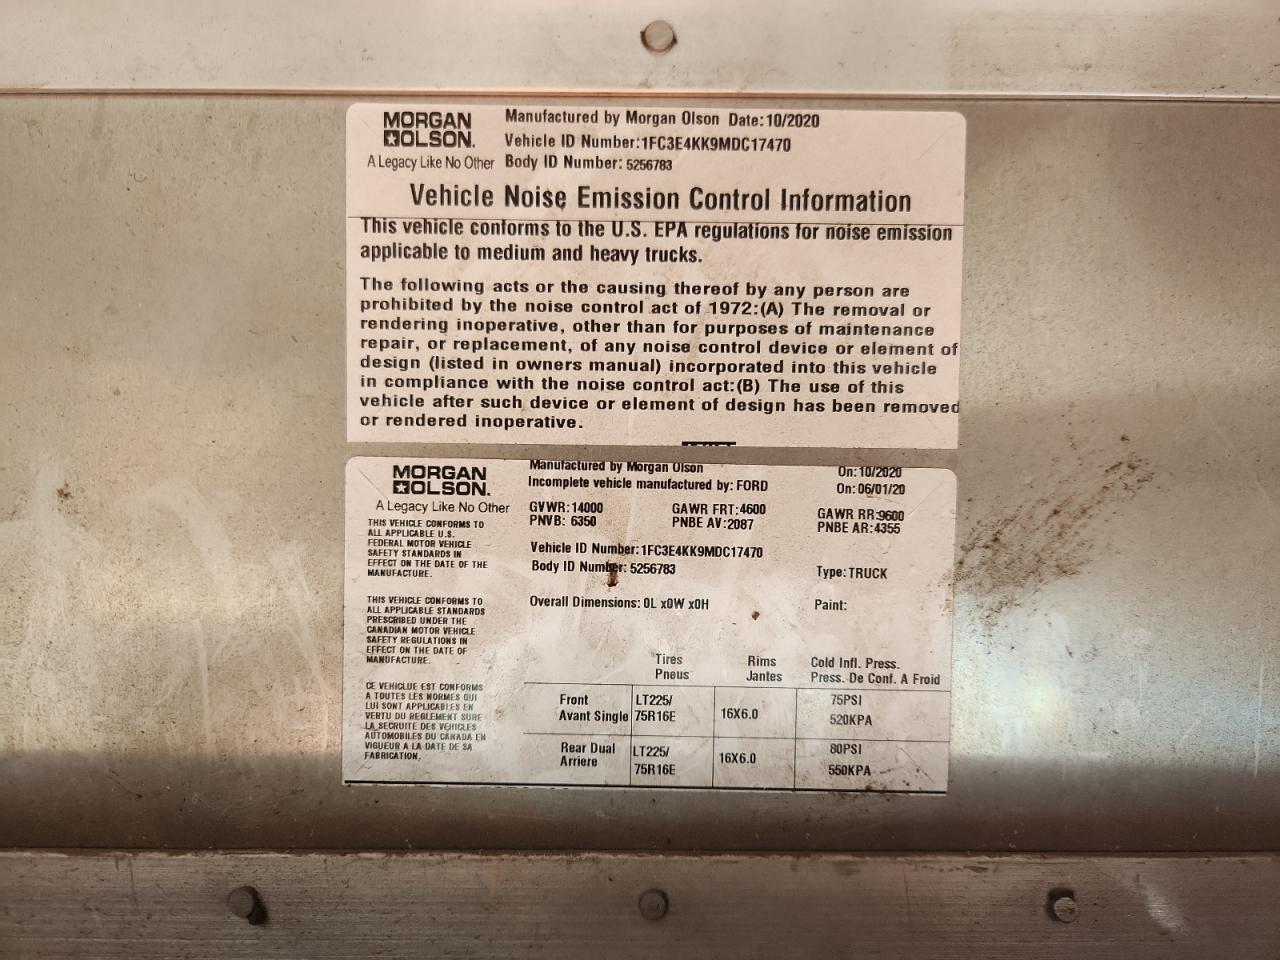 MORGAN OLSON.
A Legacy Like No Other
Manufactured by Morgan Olson Date:10/2020
Vehicle ID Number:1FC3E4KK9MDC17470
Body ID Number: 5256783
Vehicle Noise Emission Control Information
This vehicle conforms to the U.S. EPA regulations for noise emission
applicable to medium and heavy trucks.
The following acts or the causing thereof by any person are
prohibited by the noise control act of 1972:(A) The removal or
rendering inoperative, other than for purposes of maintenance
repair, or replacement, of any noise control device or element of
design (listed in owners manual) incorporated into this vehicle
in compliance with the noise control act:(B) The use of this
vehicle after such device or element of design has been removed
or rendered inoperative.
MORGAN OLSON.
A Legacy Like No Other
Manufactured by Morgan Olson On: 10/2020
Incomplete vehicle manufactured by: FORD On: 06/01/20
GVWR:14000 GAWR FRT:4600 GAWR RR:9600
PNVB: 6350 PNBE AV:2087 PNBE AR:4355
Vehicle ID Number:1FC3E4KK9MDC17470
Body ID Number: 5256783 Type: TRUCK
Overall Dimensions: 0L x0W x0H Paint:
THIS VEHICLE CONFORMS TO
ALL APPLICABLE U.S.
FEDERAL MOTOR VEHICLE
SAFETY STANDARDS IN
EFFECT ON THE DATE OF THE
MANUFACTURE.
THIS VEHICLE CONFORMS TO
ALL APPLICABLE STANDARDS
PRESCRIBED UNDER THE
CANADIAN MOTOR VEHICLE
SAFETY REGULATIONS IN
EFFECT ON THE DATE OF
MANUFACTURE.
CE VEHICLUE EST CONFORMS
A TOUTES LES NORMES QUI
LUI SONT APPLICABLES EN
VERTU DU REGLEMENT SURE
LA SECRUITE DES VEHICLES
AUTOMOBILES DU CANADA EN
VIGUEUR A LA DATE DE SA
FABRICATION.
Tires Rims Cold Infl. Press.
Pneus Jantes Press. De Conf. A Froid
Front LT225/ 75PSI
Avant Single 75R16E 16X6.0 520KPA
Rear Dual LT225/ 16X6.0 80PSI
Arriere 75R16E 550KPA